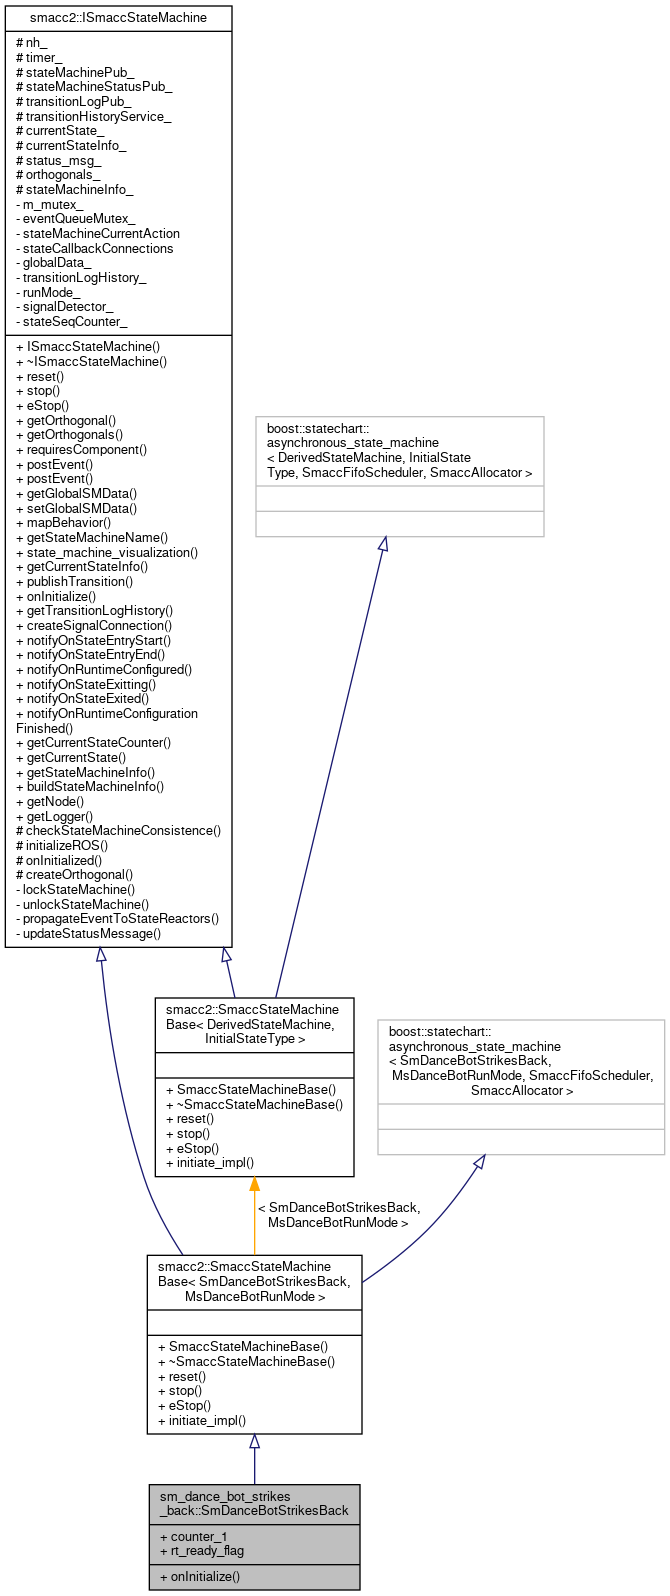 smacc2::ISmaccStateMachine
# nh_
# timer_
# stateMachinePub_
# stateMachineStatusPub_
# transitionLogPub_
# transitionHistoryService_
# currentState_
# currentStateInfo_
# status_msg_
# orthogonals_
# stateMachineInfo_
- m_mutex_
- eventQueueMutex_
- stateMachineCurrentAction
- stateCallbackConnections
- globalData_
- transitionLogHistory_
- runMode_
- signalDetector_
- stateSeqCounter_
+ ISmaccStateMachine()
+ ~ISmaccStateMachine()
+ reset()
+ stop()
+ eStop()
+ getOrthogonal()
+ getOrthogonals()
+ requiresComponent()
+ postEvent()
+ postEvent()
+ getGlobalSMData()
+ setGlobalSMData()
+ mapBehavior()
+ getStateMachineName()
+ state_machine_visualization()
+ getCurrentStateInfo()
+ publishTransition()
+ onInitialize()
+ getTransitionLogHistory()
+ createSignalConnection()
+ notifyOnStateEntryStart()
+ notifyOnStateEntryEnd()
+ notifyOnRuntimeConfigured()
+ notifyOnStateExitting()
+ notifyOnStateExited()
+ notifyOnRuntimeConfiguration
Finished()
+ getCurrentStateCounter()
+ getCurrentState()
+ getStateMachineInfo()
+ buildStateMachineInfo()
+ getNode()
+ getLogger()
# checkStateMachineConsistence()
# initializeROS()
# onInitialized()
# createOrthogonal()
- lockStateMachine()
- unlockStateMachine()
- propagateEventToStateReactors()
- updateStatusMessage()
boost::statechart::
asynchronous_state_machine
< DerivedStateMachine, InitialState
Type, SmaccFifoScheduler, SmaccAllocator >
smacc2::SmaccStateMachine
Base< DerivedStateMachine,
InitialStateType >
+ SmaccStateMachineBase()
+ ~SmaccStateMachineBase()
+ reset()
+ stop()
+ eStop()
+ initiate_impl()
boost::statechart::
asynchronous_state_machine
< SmDanceBotStrikesBack,
MsDanceBotRunMode, SmaccFifoScheduler,
SmaccAllocator >
< SmDanceBotStrikesBack,
MsDanceBotRunMode >
smacc2::SmaccStateMachine
Base< SmDanceBotStrikesBack,
MsDanceBotRunMode >
+ SmaccStateMachineBase()
+ ~SmaccStateMachineBase()
+ reset()
+ stop()
+ eStop()
+ initiate_impl()
sm_dance_bot_strikes
_back::SmDanceBotStrikesBack
+ counter_1
+ rt_ready_flag
+ onInitialize()